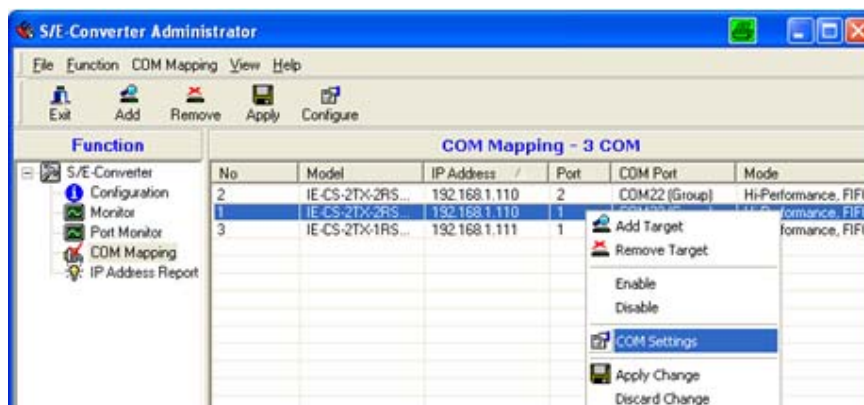 S/E-Converter Administrator
File Function COM Mapping View Help
Exit Add Remove Apply Configure
Function
COM Mapping - 3 COM
S/E-Converter
Configuration
Monitor
Port Monitor
COM Mapping
IP Address Report
No Model IP Address / Port COM Port Mode
2 IE-CS-2TX-2RS... 192.168.1.110 2 COM22 (Group) Hi-Performance, FIF
1 IE-CS-2TX-2RS... 192.168.1.110 1
3 IE-CS-2TX-1RS... 192.168.1.111 1 formance, FIF
Add Target
Remove Target
Enable
Disable
COM Settings
Apply Change
Discard Change